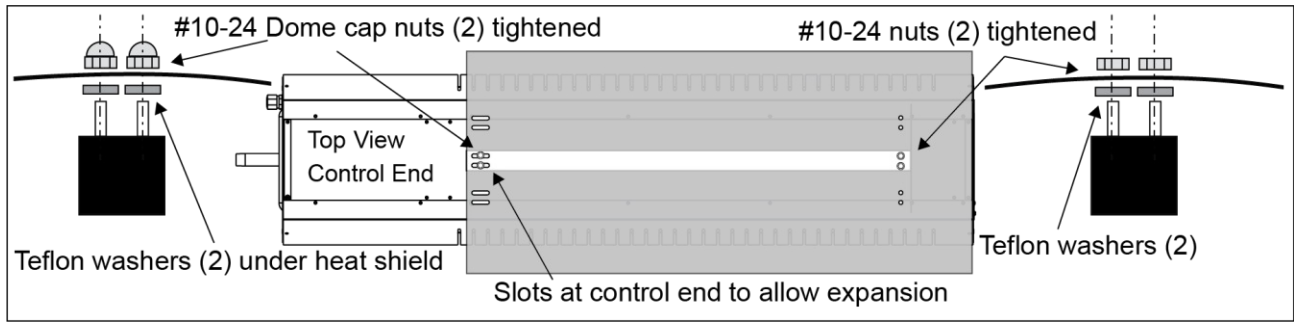 #10-24 Dome cap nuts (2) tightened
#10-24 nuts (2) tightened
Top View
Control End
Teflon washers (2) under heat shield
Teflon washers (2)
Slots at control end to allow expansion